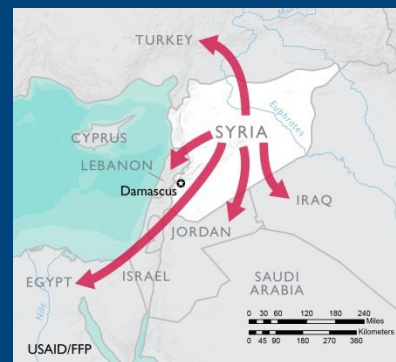 TURKEY
Euphrates
CYPRUS
SYRIA
LEBANON
Damascus
IRAQ
JORDAN
EGYPT
ISRAEL
SAUDI
ARABIA
Nile
0 30 60 120 180 240
Miles
Kilometers
0 45 90 180 270 360
USAID/FFP